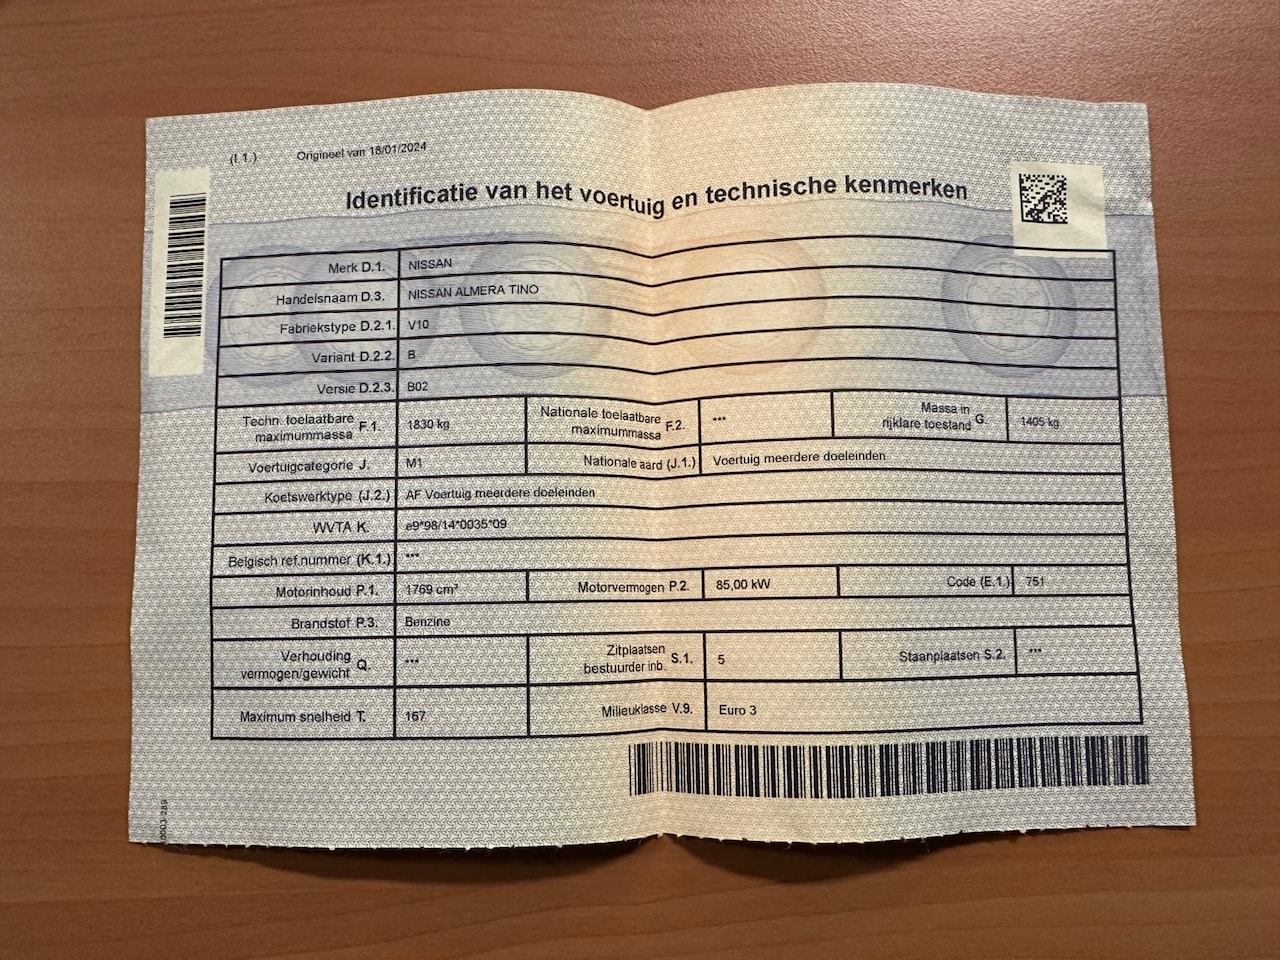 (I.1.) Origineel van 18/01/2024
Identificatie van het voertuig en technische kenmerken
Merk D.1. NISSAN
Handelsnaam D.3. NISSAN ALMERA TINO
Fabriekstype D.2.1. V10
Variant D.2.2. B
Versie D.2.3. B02
Techn. toelaatbare maximummassa F.1. 1830 kg Nationale toelaatbare maximummassa F.2. *** Massa in rijklare toestand G. 1405 kg
Voertuigcategorie J. M1 Nationale aard (J.1.) Voertuig meerdere doeleinden
Koetswerktype (J.2.) AF Voertuig meerdere doeleinden
WVTA K. e9*98/14*0035*09
Belgisch ref.nummer (K.1.) ***
Motorinhoud P.1. 1769 cm³ Motorvermogen P.2. 85,00 kW Code (E.1.) 751
Brandstof P.3. Benzine
Verhouding vermogen/gewicht Q. *** Zitplaatsen bestuurder inb. S.1. 5 Staanplaatsen S.2. ***
Maximum snelheid T. 167 Milieuklasse V.9. Euro 3